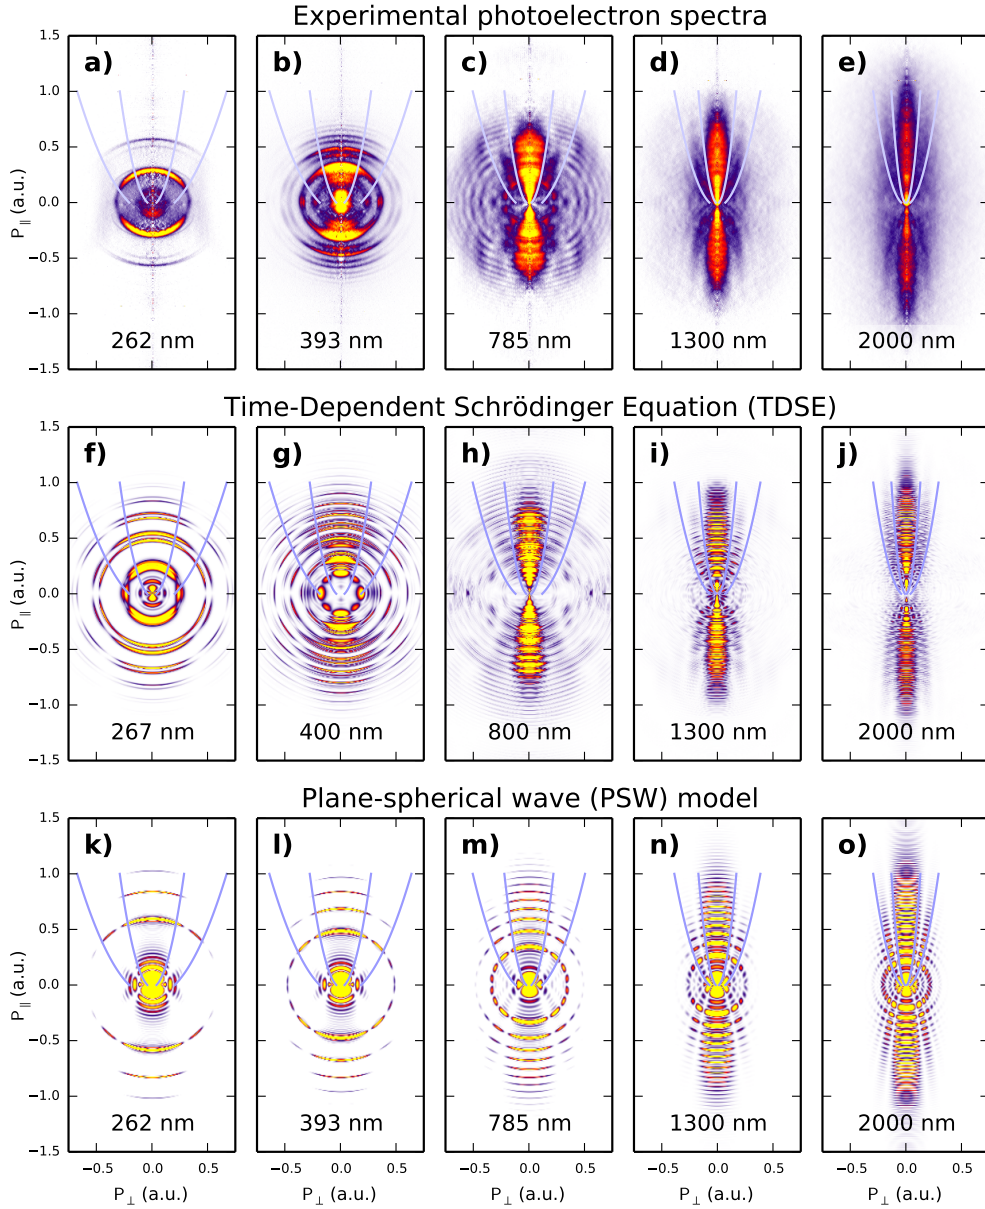 Experimental photoelectron spectra
a) b) c) d) e)
1.5
1.0
0.5
0.0
−0.5
−1.0
−1.5
P∥ (a.u.)
262 nm 393 nm 785 nm 1300 nm 2000 nm
Time-Dependent Schrödinger Equation (TDSE)
f) g) h) i) j)
1.5
1.0
0.5
0.0
−0.5
−1.0
−1.5
P∥ (a.u.)
267 nm 400 nm 800 nm 1300 nm 2000 nm
Plane-spherical wave (PSW) model
k) l) m) n) o)
1.5
1.0
0.5
0.0
−0.5
−1.0
−1.5
P∥ (a.u.)
262 nm 393 nm 785 nm 1300 nm 2000 nm
−0.5 0.0 0.5 −0.5 0.0 0.5 −0.5 0.0 0.5 −0.5 0.0 0.5 −0.5 0.0 0.5
P⊥ (a.u.) P⊥ (a.u.) P⊥ (a.u.) P⊥ (a.u.) P⊥ (a.u.)